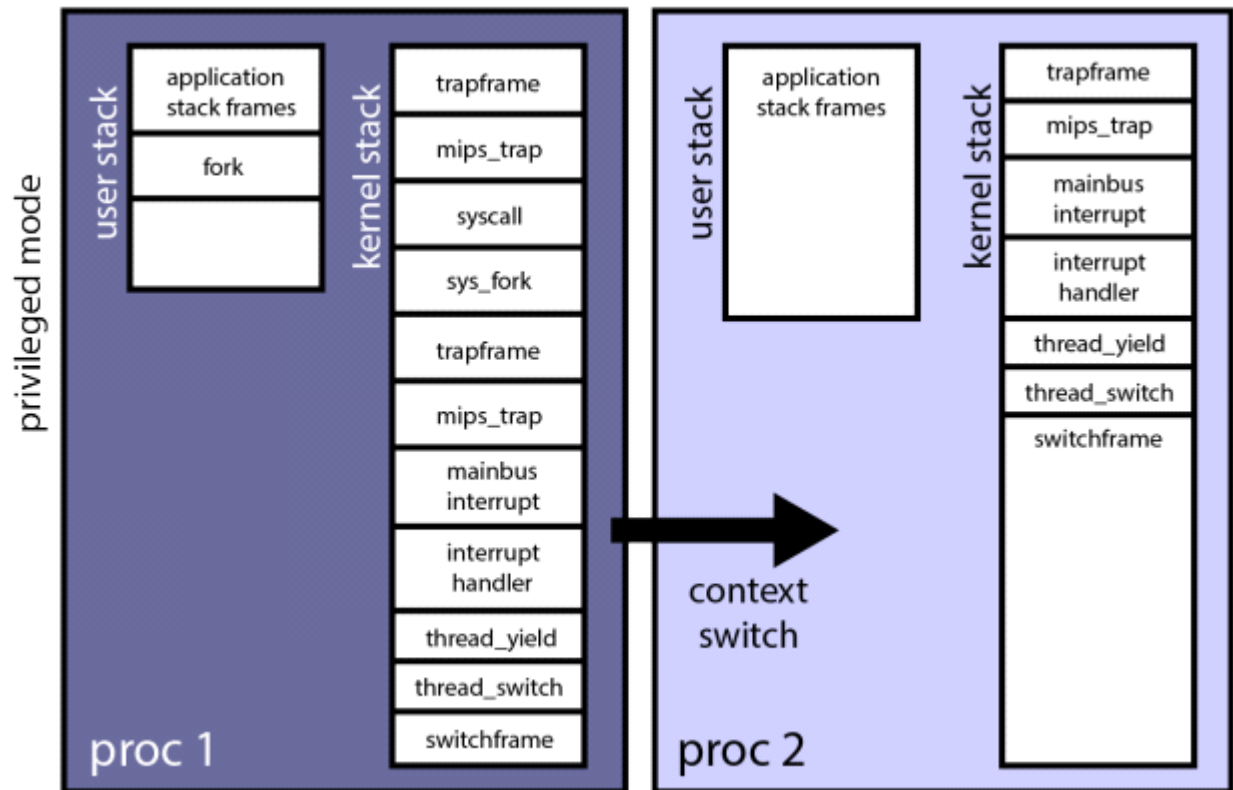 privileged mode
user stack
application
stack frames
fork
kernel stack
trapframe
mips_trap
syscall
sys_fork
trapframe
mips_trap
mainbus
interrupt
interrupt
handler
thread_yield
thread_switch
switchframe
proc 1
context
switch
user stack
application
stack frames
kernel stack
trapframe
mips_trap
mainbus
interrupt
interrupt
handler
thread_yield
thread_switch
switchframe
proc 2